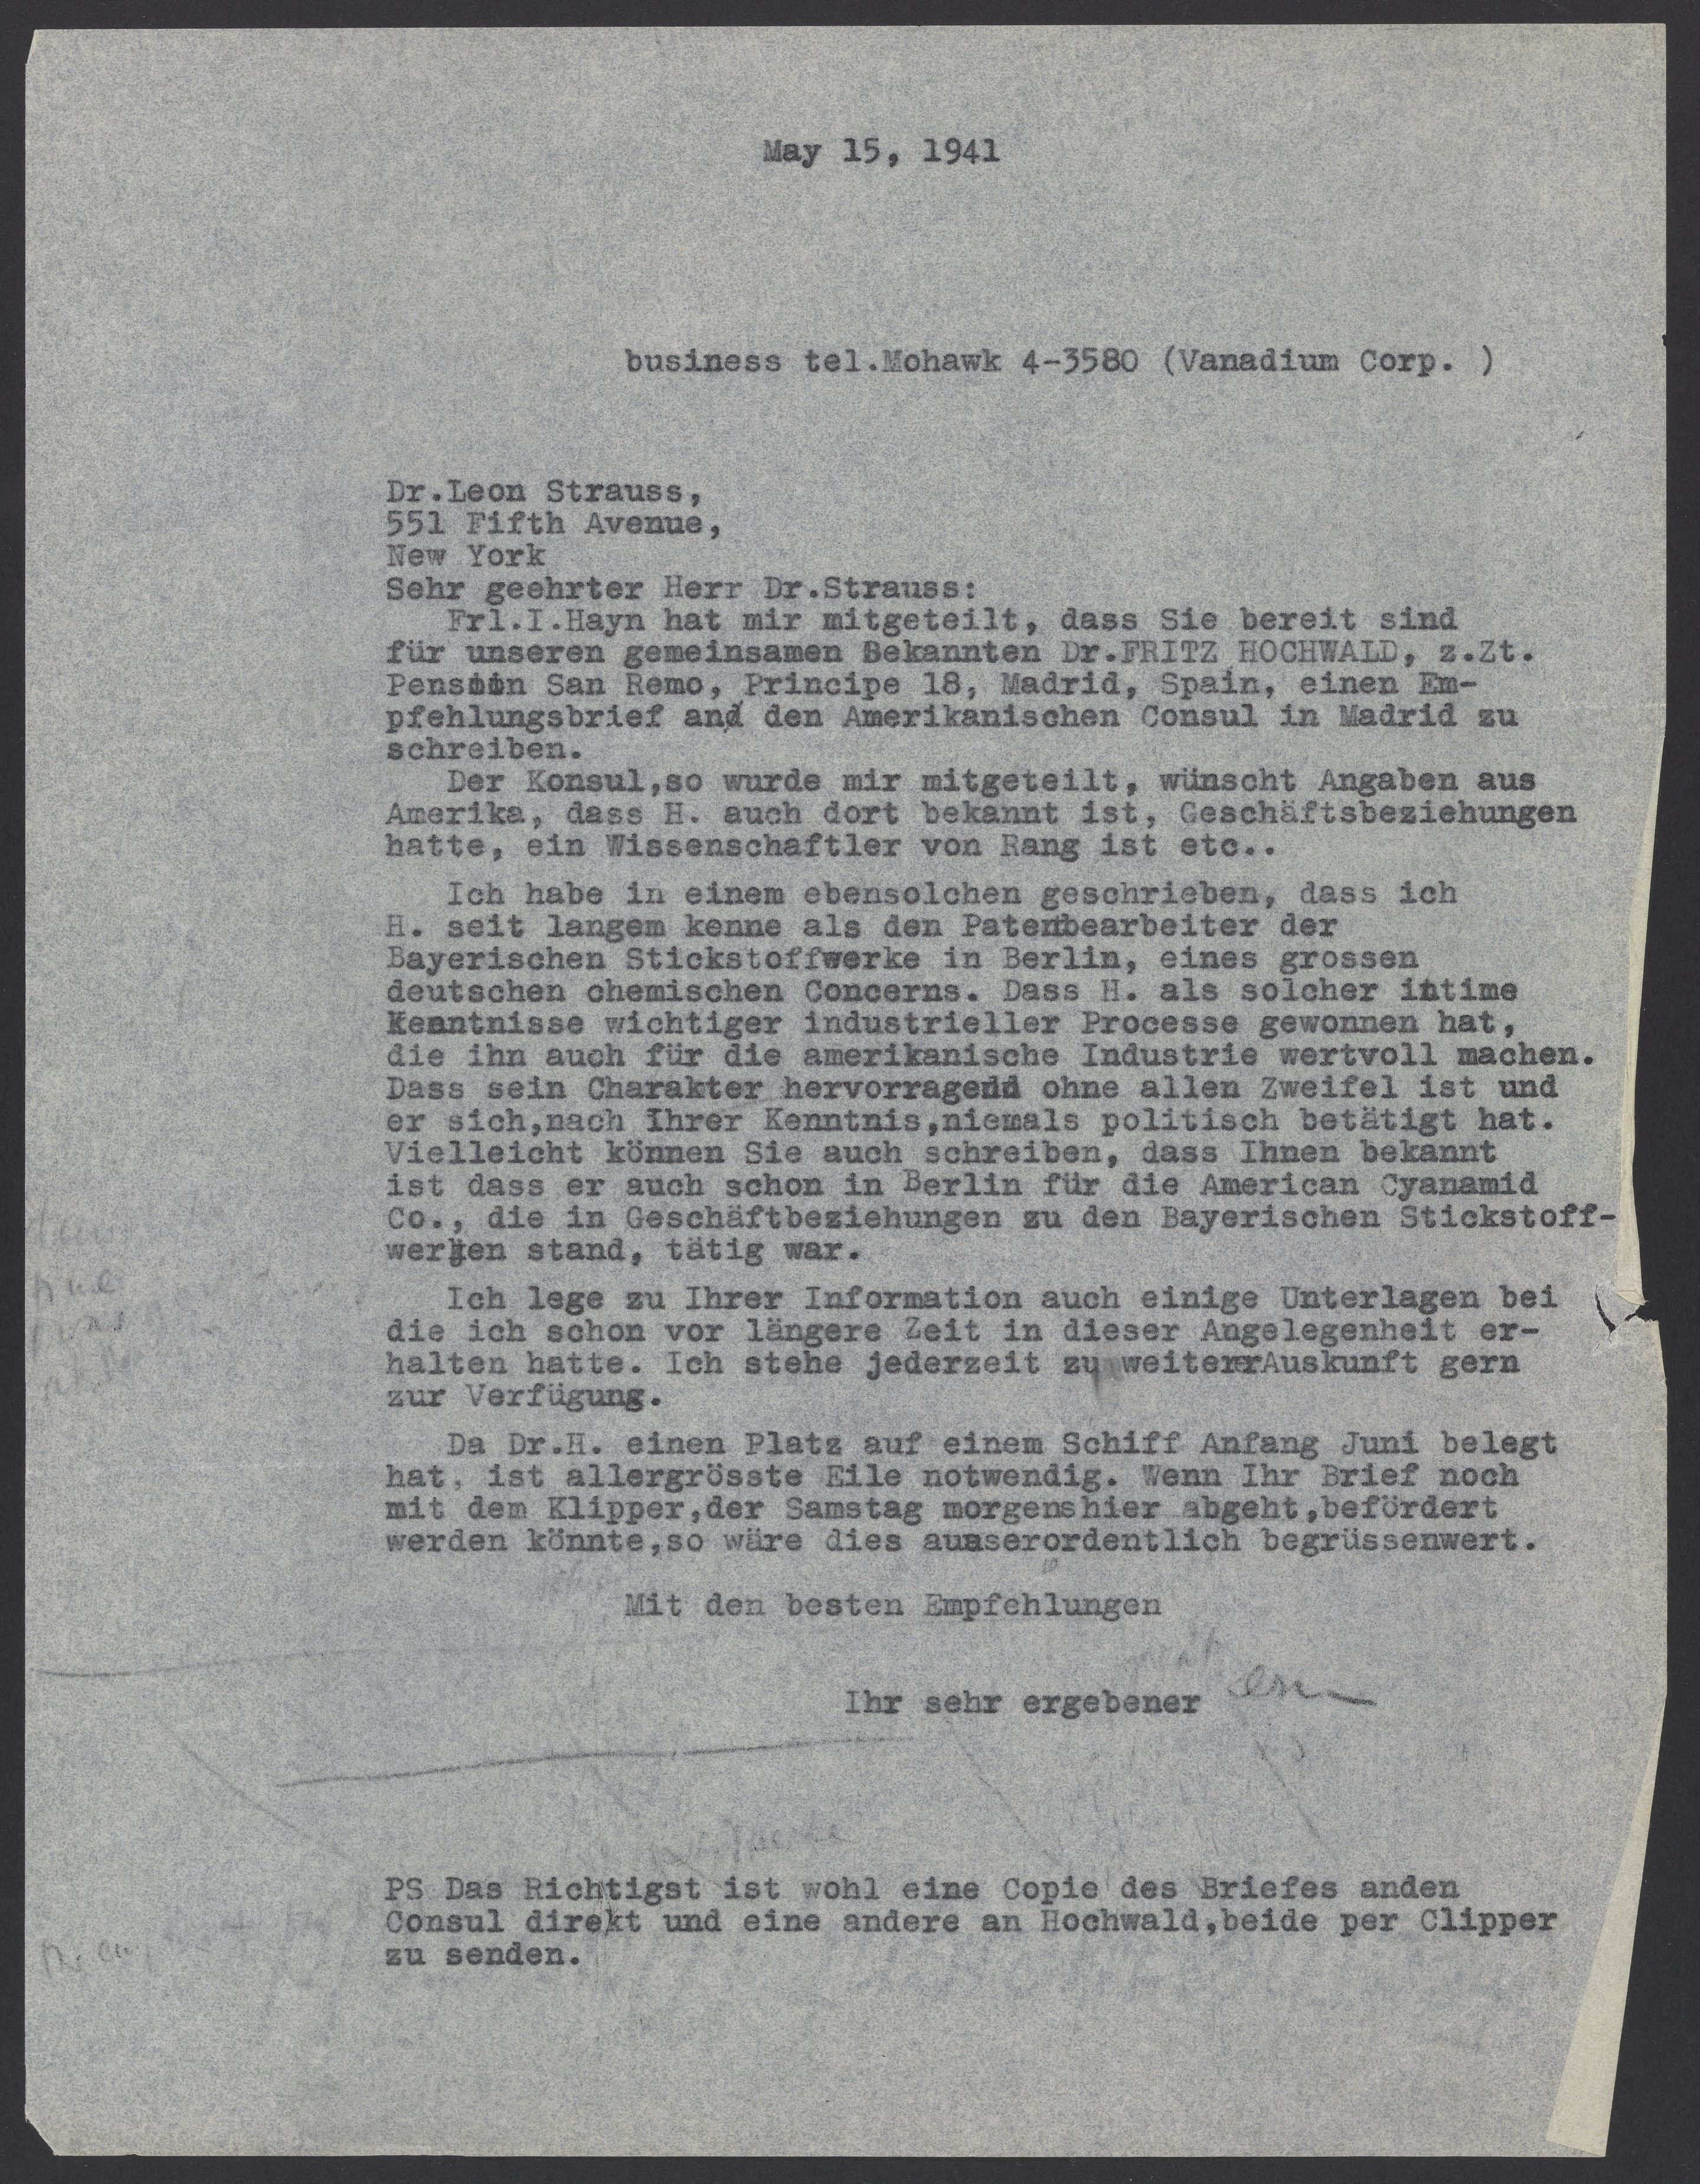 May 15, 1941
business tel.Mohawk 4-3580 (Vanadium Corp. )
Dr.Leon Strauss,
551 Fifth Avenue,
New York
Sehr geehrter Herr Dr.Strauss:
Frl.I.Hayn hat mir mitgeteilt, dass Sie bereit sind
für unseren gemeinsamen Bekannten Dr.FRITZ HOCHWALD, z.Zt.
Pension San Remo, Principe 18, Madrid, Spain, einen Em-
pfehlungsbrief an den Amerikanischen Consul in Madrid zu
schreiben.
Der Konsul,so wurde mir mitgeteilt, wünscht Angaben aus
Amerika, dass H. auch dort bekannt ist, Geschäftsbeziehungen
hatte, ein Wissenschaftler von Rang ist etc..
Ich habe in einem ebensolchen geschrieben, dass ich
H. seit langem kenne als den Patentbearbeiter der
Bayerischen Stickstoffwerke in Berlin, eines grossen
deutschen chemischen Concerns. Dass H. als solcher intime
Kenntnisse wichtiger industrieller Processe gewonnen hat,
die ihn auch für die amerikanische Industrie wertvoll machen.
Dass sein Charakter hervorragend ohne allen Zweifel ist und
er sich,nach Ihrer Kenntnis,niemals politisch betätigt hat.
Vielleicht können Sie auch schreiben, dass Ihnen bekannt
ist dass er auch schon in Berlin für die American Cyanamid
Co., die in Geschäftbeziehungen zu den Bayerischen Stickstoff-
werken stand, tätig war.
Ich lege zu Ihrer Information auch einige Unterlagen bei
die ich schon vor längere Zeit in dieser Angelegenheit er-
halten hatte. Ich stehe jederzeit zu weitererAuskunft gern
zur Verfügung.
Da Dr.H. einen Platz auf einem Schiff Anfang Juni belegt
hat, ist allergrösste Eile notwendig. Wenn Ihr Brief noch
mit dem Klipper,der Samstag morgenshier abgeht,befördert
werden könnte,so wäre dies ausserordentlich begrüssenwert.
Mit den besten Empfehlungen
Ihr sehr ergebener
PS Das Richtigst ist wohl eine Copie des Briefes anden
Consul direkt und eine andere an Hochwald,beide per Clipper
zu senden.